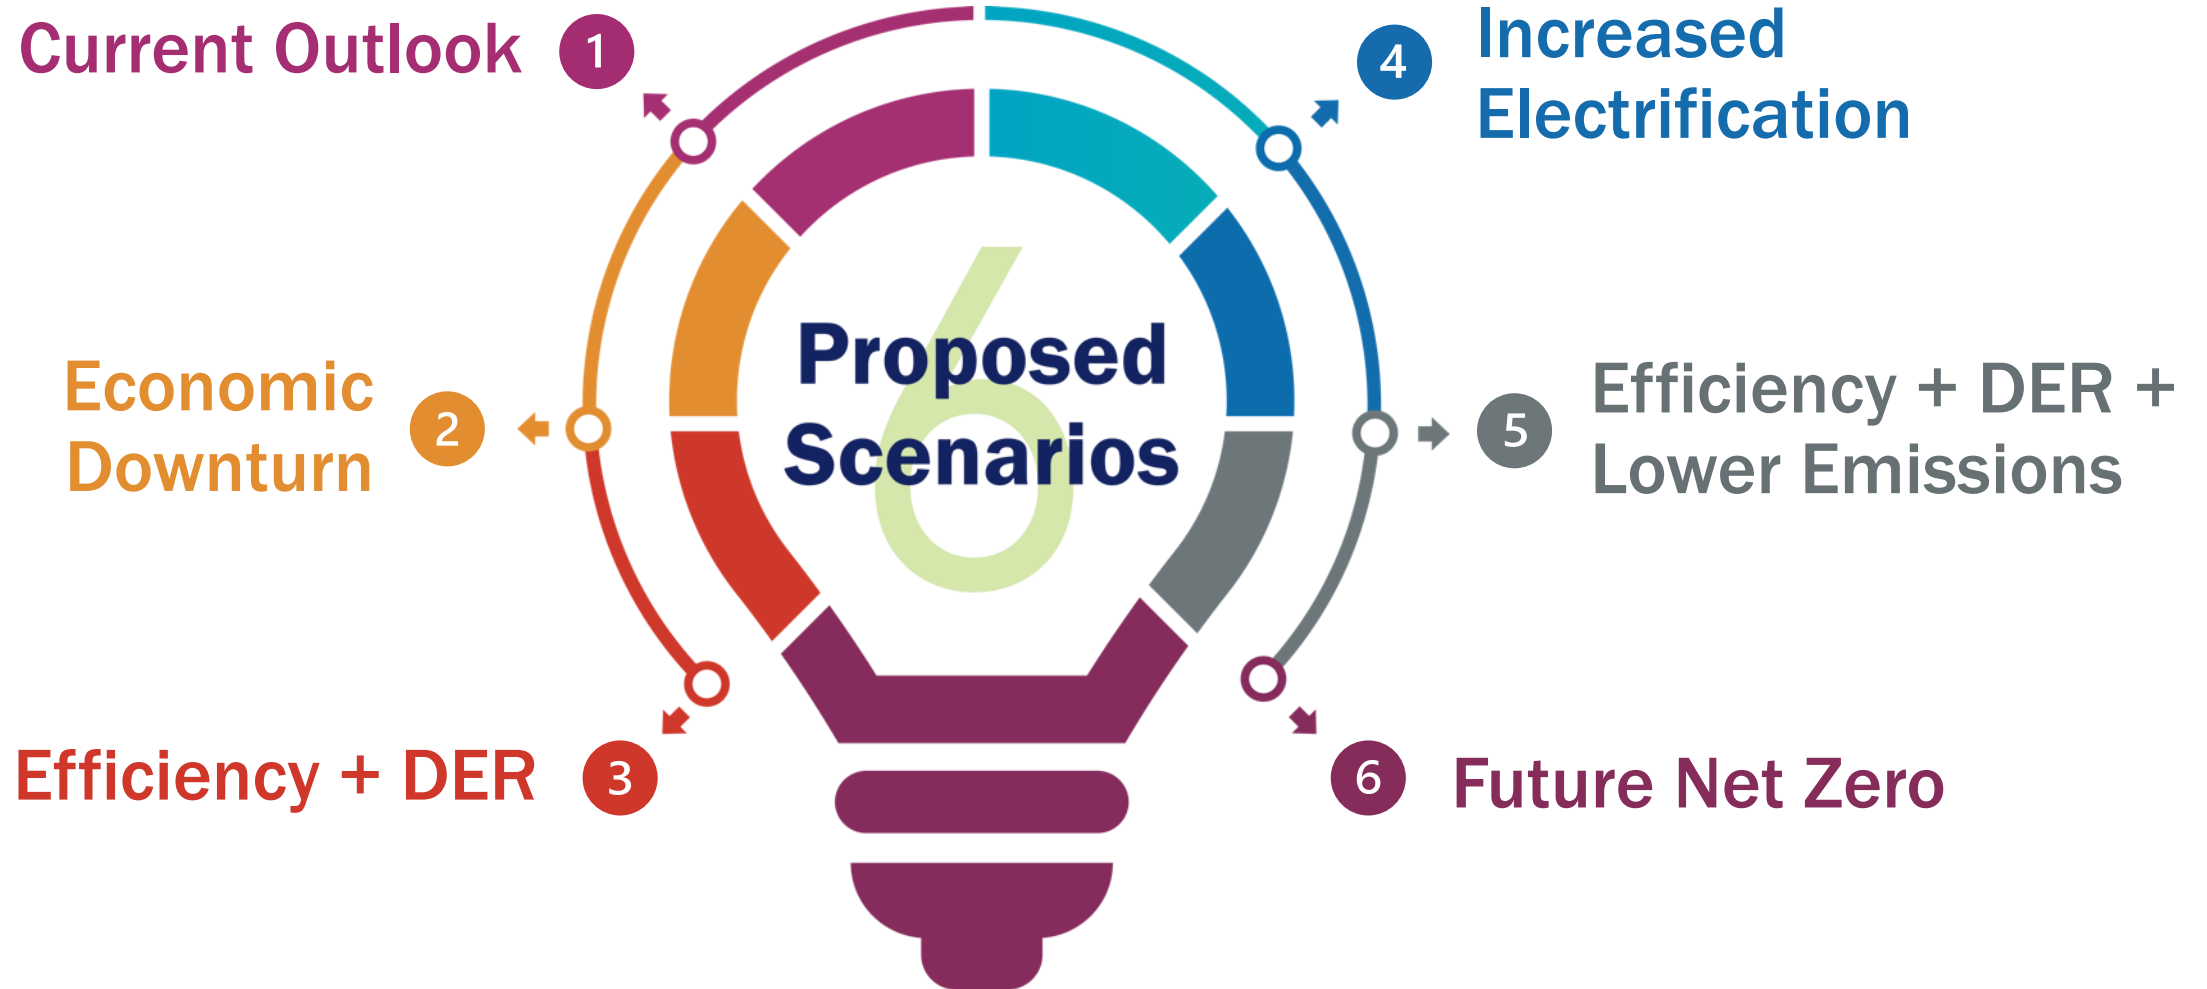 Current Outlook 1
Economic
Downturn
2
Efficiency + DER 3
6
Proposed
Scenarios
4
Increased
Electrification
5
Efficiency + DER +
Lower Emissions
6 Future Net Zero